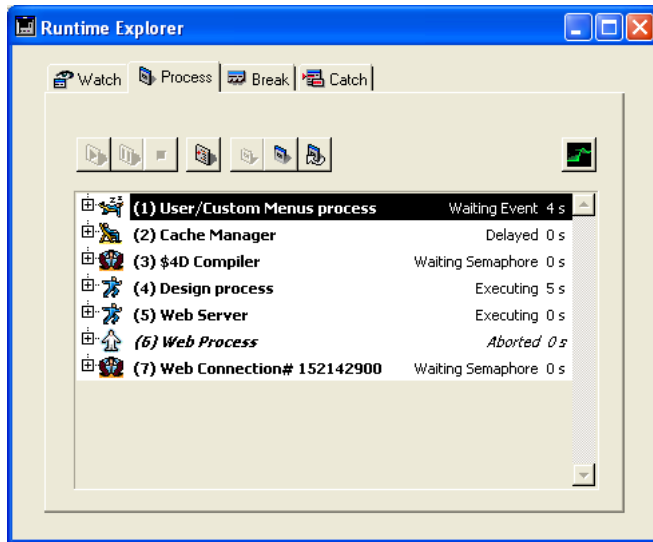 Runtime Explorer
Watch Process Break Catch
(1) User/Custom Menus process Waiting Event 4 s
(2) Cache Manager Delayed 0 s
(3) $4D Compiler Waiting Semaphore 0 s
(4) Design process Executing 5 s
(5) Web Server Executing 0 s
(6) Web Process Aborted 0 s
(7) Web Connection# 152142900 Waiting Semaphore 0 s